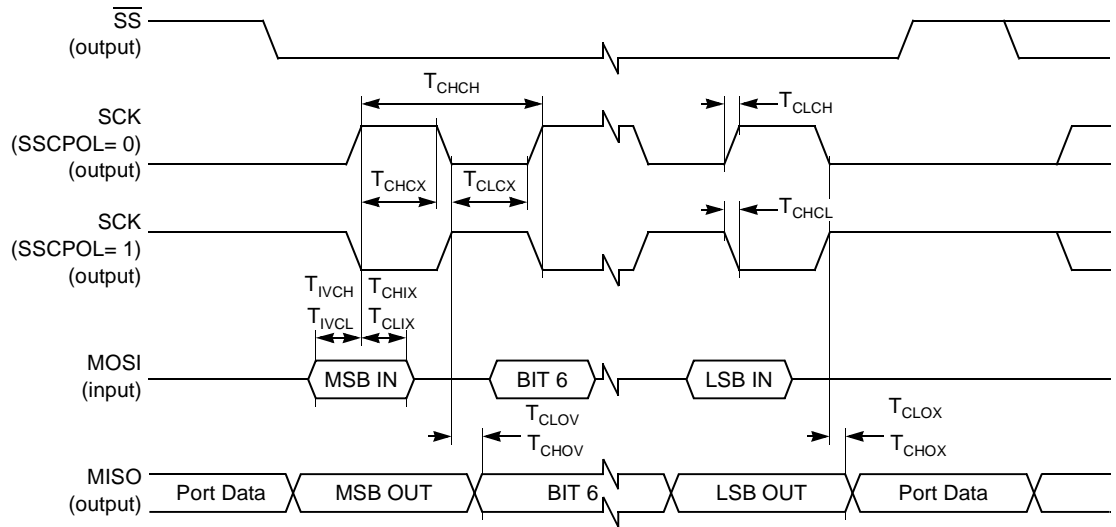 SS
(output)
T_CHCH
T_CLCH
SCK
(SSCPOL= 0)
(output)
T_CHCX
T_CLCX
SCK
(SSCPOL= 1)
(output)
T_CHCL
T_IVCH
T_CHIX
T_IVCL
T_CLIX
MOSI
(input)
MSB IN
BIT 6
LSB IN
T_CLOV
T_CLOX
T_CHOV
T_CHOX
MISO
(output)
Port Data
MSB OUT
BIT 6
LSB OUT
Port Data